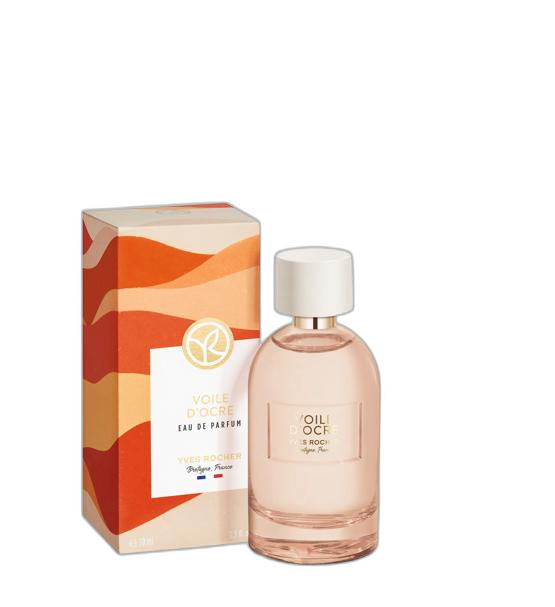 VOILE
D'OCRE
EAU DE PARFUM
YVES ROCHER
Bretagne, France
VOILE
D'OCRE
YVES ROCHER
Bretagne, France